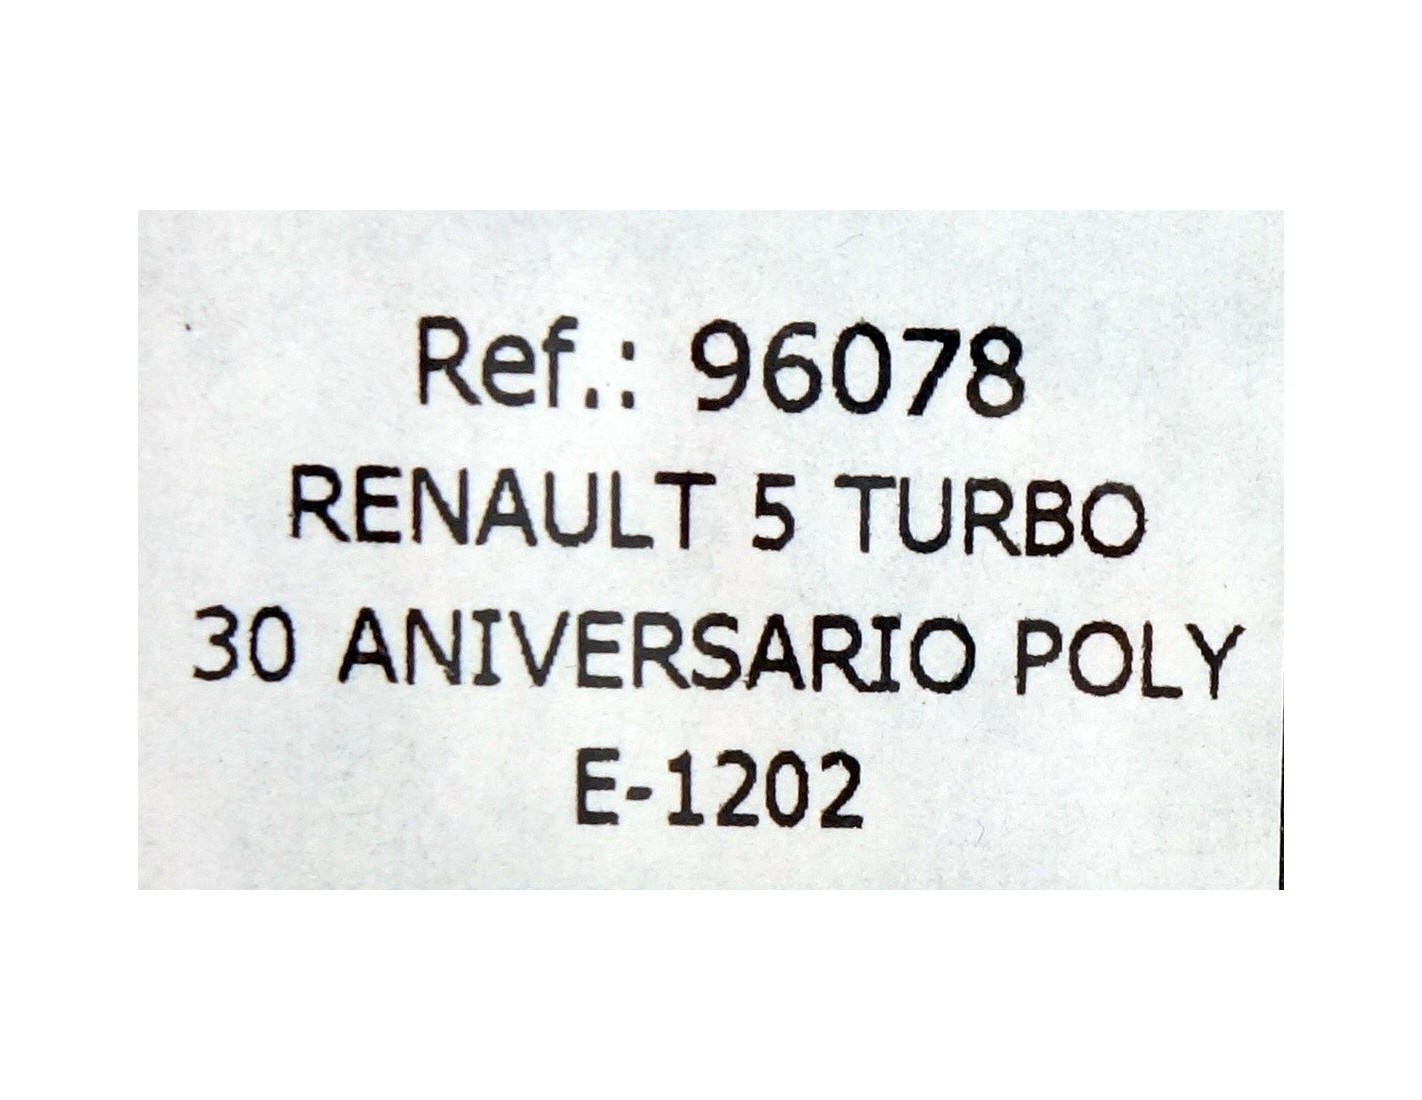 Ref.: 96078
RENAULT 5 TURBO
30 ANIVERSARIO POLY
E-1202